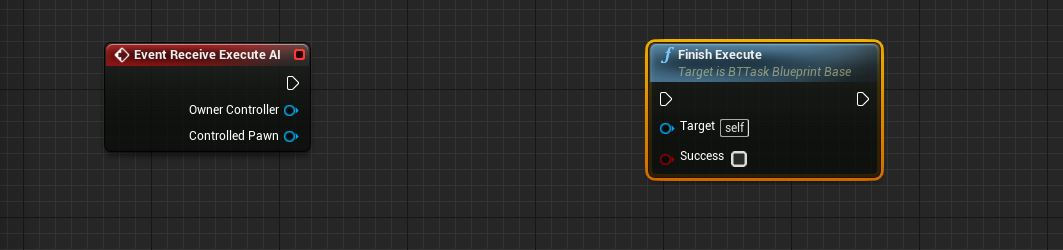 Event Receive Execute AI
Owner Controller
Controlled Pawn
f Finish Execute
Target is BTTask Blueprint Base
Target self
Success